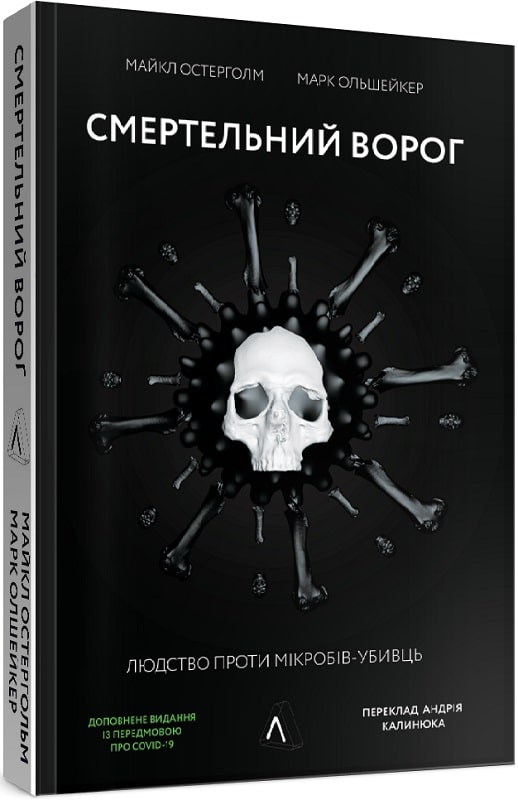 МАЙКЛ ОСТЕРГОЛМ МАРК ОЛЬШЕЙКЕР
СМЕРТЕЛЬНИЙ ВОРОГ
ЛЮДСТВО ПРОТИ МІКРОБІВ-УБИВЦЬ
ДОПОВНЕНЕ ВИДАННЯ
ІЗ ПЕРЕДМОВОЮ
ПРО COVID-19
ПЕРЕКЛАД АНДРІЯ
КАЛИНЮКА
СМЕРТЕЛЬНИЙ ВОРОГ
МАЙКЛ ОСТЕРГОЛЬМ
МАРК ОЛШЕЙКЕР